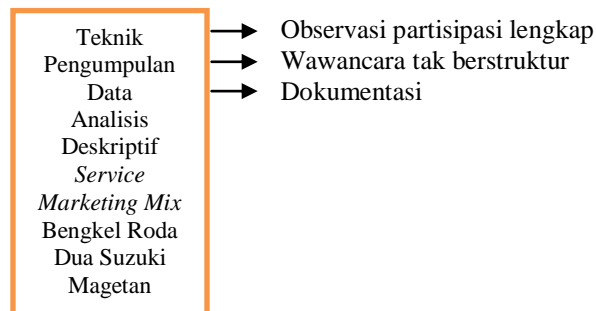 Teknik
Pengumpulan
Data
Analisis
Deskriptif
Service
Marketing Mix
Bengkel Roda
Dua Suzuki
Magetan
Observasi partisipasi lengkap
Wawancara tak berstruktur
Dokumentasi